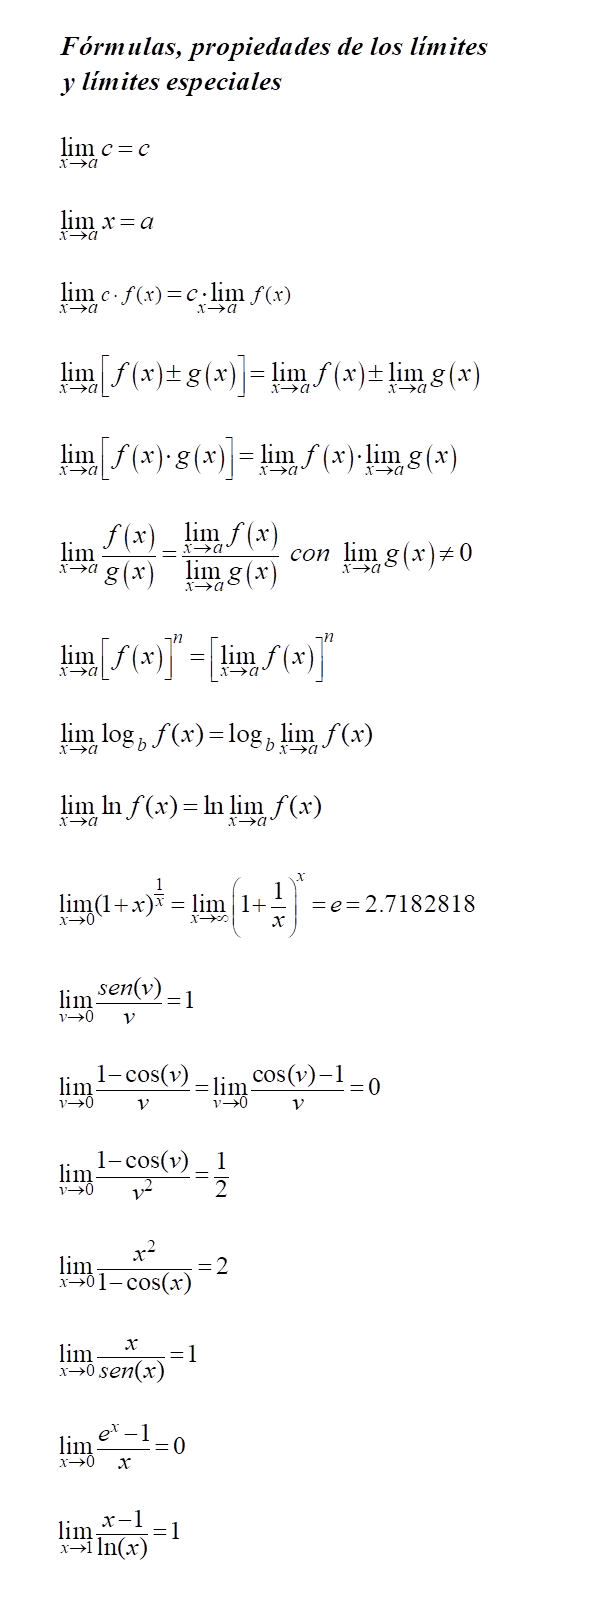 Fórmulas, propiedades de los límites
y límites especiales
lim_{x→a} c = c
lim_{x→a} x = a
lim_{x→a} c · f(x) = c · lim_{x→a} f(x)
lim_{x→a} [f(x) ± g(x)] = lim_{x→a} f(x) ± lim_{x→a} g(x)
lim_{x→a} [f(x) · g(x)] = lim_{x→a} f(x) · lim_{x→a} g(x)
lim_{x→a} f(x)/g(x) = lim_{x→a} f(x) / lim_{x→a} g(x) con lim_{x→a} g(x) ≠ 0
lim_{x→a} [f(x)]^n = [lim_{x→a} f(x)]^n
lim_{x→a} log_b f(x) = log_b lim_{x→a} f(x)
lim_{x→a} ln f(x) = ln lim_{x→a} f(x)
lim_{x→0} (1+x)^{1/x} = lim_{x→∞} (1+1/x)^x = e = 2.7182818
lim_{v→0} sen(v)/v = 1
lim_{v→0} (1−cos(v))/v = lim_{v→0} (cos(v)−1)/v = 0
lim_{v→0} (1−cos(v))/v^2 = 1/2
lim_{x→0} x^2/(1−cos(x)) = 2
lim_{x→0} x/sen(x) = 1
lim_{x→0} (e^x −1)/x = 0
lim_{x→1} (x−1)/ln(x) = 1